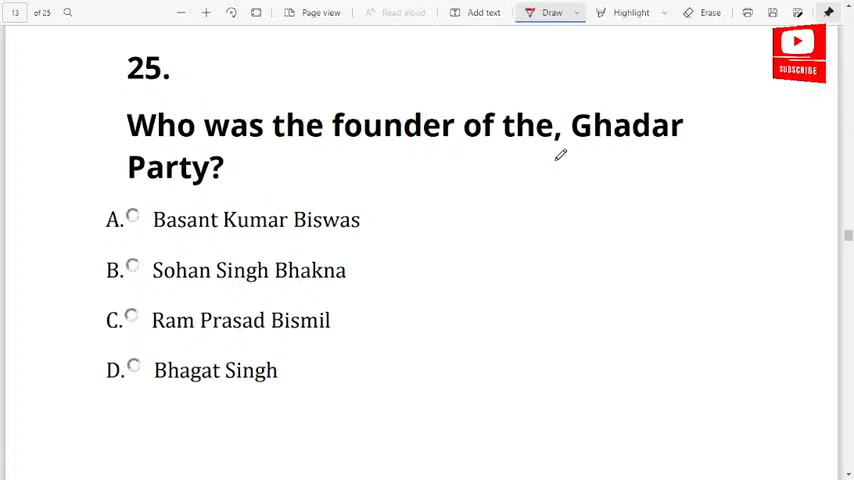 13 of 25 Page view Read aloud Add text Draw Highlight Erase
SUBSCRIBE
25.
Who was the founder of the, Ghadar
Party?
A. Basant Kumar Biswas
B. Sohan Singh Bhakna
C. Ram Prasad Bismil
D. Bhagat Singh